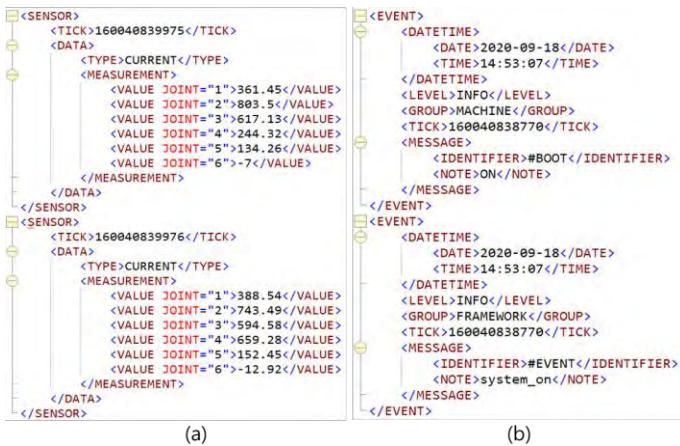 <SENSOR>
<TICK>160040839975</TICK>
<DATA>
<TYPE>CURRENT</TYPE>
<MEASUREMENT>
<VALUE JOINT="1">361.45</VALUE>
<VALUE JOINT="2">803.5</VALUE>
<VALUE JOINT="3">617.13</VALUE>
<VALUE JOINT="4">244.32</VALUE>
<VALUE JOINT="5">134.26</VALUE>
<VALUE JOINT="6">-7</VALUE>
</MEASUREMENT>
</DATA>
</SENSOR>
<SENSOR>
<TICK>160040839976</TICK>
<DATA>
<TYPE>CURRENT</TYPE>
<MEASUREMENT>
<VALUE JOINT="1">388.54</VALUE>
<VALUE JOINT="2">743.49</VALUE>
<VALUE JOINT="3">594.58</VALUE>
<VALUE JOINT="4">659.28</VALUE>
<VALUE JOINT="5">152.45</VALUE>
<VALUE JOINT="6">-12.92</VALUE>
</MEASUREMENT>
</DATA>
</SENSOR>
(a)
<EVENT>
<DATETIME>
<DATE>2020-09-18</DATE>
<TIME>14:53:07</TIME>
</DATETIME>
<LEVEL>INFO</LEVEL>
<GROUP>MACHINE</GROUP>
<TICK>160040838770</TICK>
<MESSAGE>
<IDENTIFIER>#BOOT</IDENTIFIER>
<NOTE>ON</NOTE>
</MESSAGE>
</EVENT>
<EVENT>
<DATETIME>
<DATE>2020-09-18</DATE>
<TIME>14:53:07</TIME>
</DATETIME>
<LEVEL>INFO</LEVEL>
<GROUP>FRAMEWORK</GROUP>
<TICK>160040838770</TICK>
<MESSAGE>
<IDENTIFIER>#EVENT</IDENTIFIER>
<NOTE>system_on</NOTE>
</MESSAGE>
</EVENT>
(b)